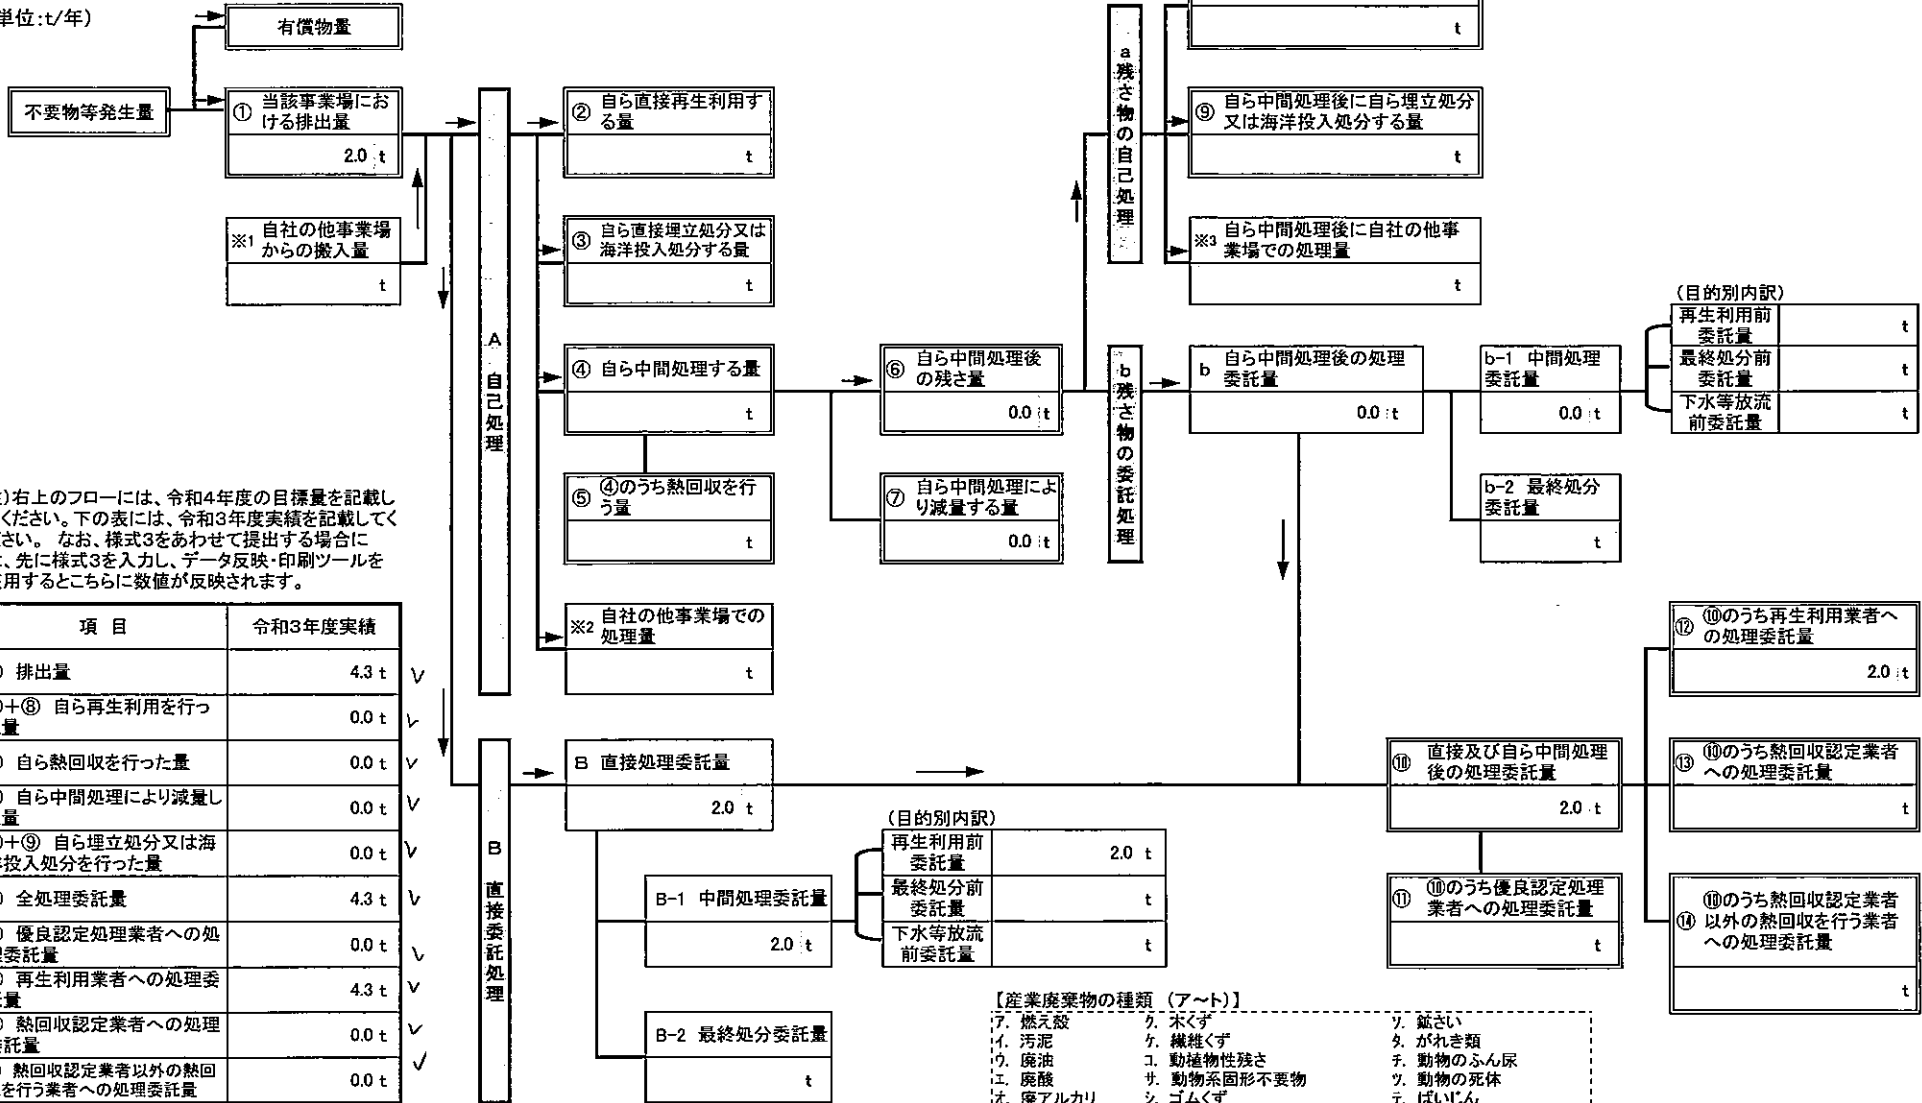 単位:t/年)
有償物量
不要物等発生量
① 当該事業場にお
ける排出量
2.0 t
※1 自社の他事業場
からの搬入量
t
A 自己処理
② 自ら直接再生利用す
る量
t
③ 自ら直接埋立処分又は
海洋投入処分する量
t
④ 自ら中間処理する量
t
⑤ ④のうち熱回収を行
う量
t
※2 自社の他事業場での
処理量
t
⑥ 自ら中間処理後
の残さ量
0.0 t
⑦ 自ら中間処理によ
り減量する量
0.0 t
a 残さ物の自己処理
t
⑨ 自ら中間処理後に自ら埋立処分
又は海洋投入処分する量
t
※3 自ら中間処理後に自社の他事
業場での処理量
t
b 残さ物の委託処理
b 自ら中間処理後の処理
委託量
0.0 t
b-1 中間処理
委託量
0.0 t
(目的別内訳)
再生利用前
委託量
t
最終処分前
委託量
t
下水等放流
前委託量
t
b-2 最終処分
委託量
t
)右上のフローには、令和4年度の目標量を記載し
ください。下の表には、令和3年度実績を記載してく
さい。 なお、様式3をあわせて提出する場合に
、先に様式3を入力し、データ反映・印刷ツールを
用するとこちらに数値が反映されます。
項 目 令和3年度実績
排出量 4.3 t
+⑧ 自ら再生利用を行っ
量 0.0 t
自ら熱回収を行った量 0.0 t
自ら中間処理により減量し
量 0.0 t
+⑨ 自ら埋立処分又は海
投入処分を行った量 0.0 t
全処理委託量 4.3 t
優良認定処理業者への処
委託量 0.0 t
再生利用業者への処理委
量 4.3 t
熱回収認定業者への処理
託量 0.0 t
熱回収認定業者以外の熱回
を行う業者への処理委託量 0.0 t
B 直接委託処理
B 直接処理委託量
2.0 t
B-1 中間処理委託量
2.0 t
(目的別内訳)
再生利用前
委託量
2.0 t
最終処分前
委託量
t
下水等放流
前委託量
t
B-2 最終処分委託量
t
⑩ 直接及び自ら中間処理
後の処理委託量
2.0 t
⑪ ⑩のうち優良認定処理
業者への処理委託量
t
⑫ ⑩のうち再生利用業者へ
の処理委託量
2.0 t
⑬ ⑩のうち熱回収認定業者
への処理委託量
t
⑭ ⑩のうち熱回収認定業者
以外の熱回収を行う業者
への処理委託量
t
【産業廃棄物の種類 (ア～ト)】
ア. 燃え殻 ク. 木くず ソ. 鉱さい
イ. 汚泥 ケ. 繊維くず タ. がれき類
ウ. 廃油 コ. 動植物性残さ チ. 動物のふん尿
エ. 廃酸 サ. 動物系固形不要物 ツ. 動物の死体
オ. 廃アルカリ シ. ゴムくず テ. ばいじん